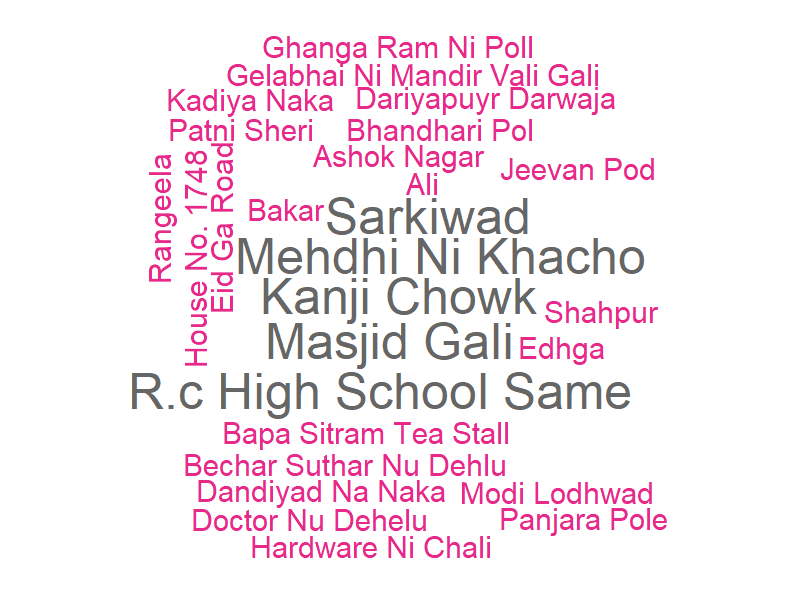 Ghanga Ram Ni Poll
Gelabhai Ni Mandir Vali Gali
Kadiya Naka
Dariyapuyr Darwaja
Patni Sheri
Bhandhari Pol
Ashok Nagar
Jeevan Pod
Ali
Rangeela
House No. 1748
Eid Ga Road
Bakar
Sarkiwad
Mehdhi Ni Khacho
Kanji Chowk
Shahpur
Masjid Gali
Edhga
R.c High School Same
Bapa Sitram Tea Stall
Bechar Suthar Nu Dehlu
Dandiyad Na Naka
Modi Lodhwad
Doctor Nu Dehelu
Panjara Pole
Hardware Ni Chali